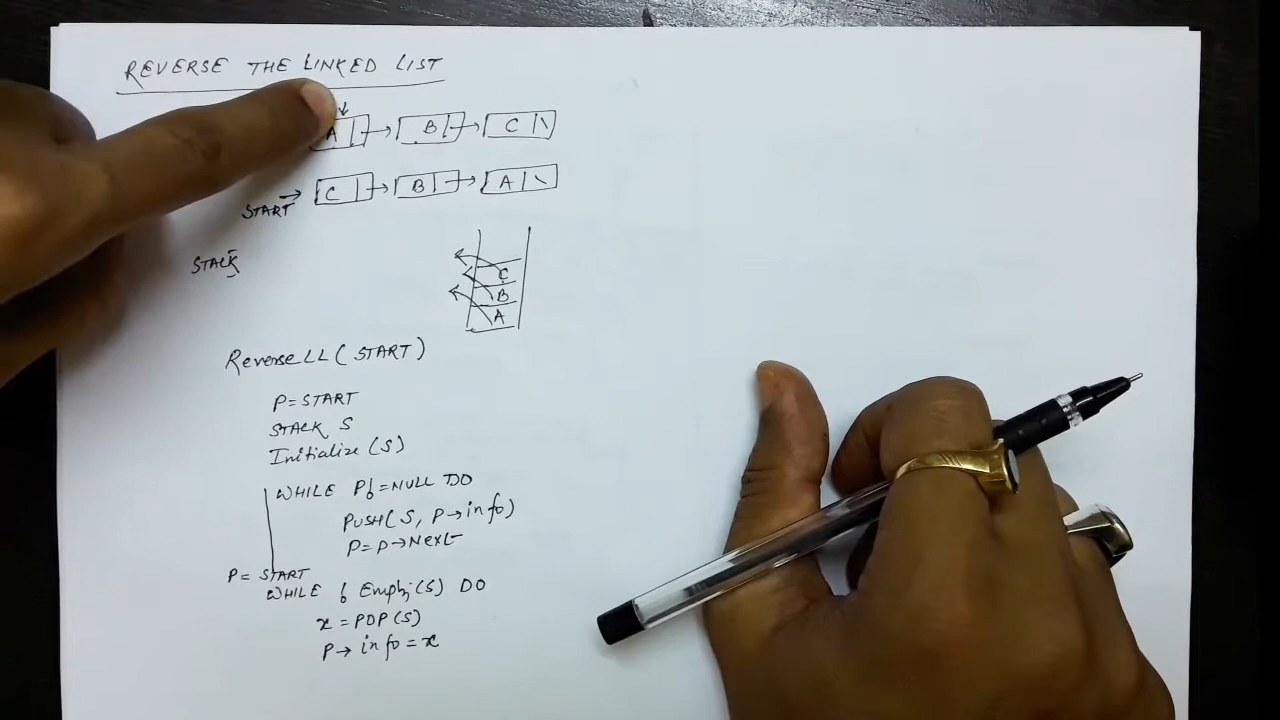 REVERSE THE LINKED LIST
A B C
START C B A
STACK
C
B
A
ReverseLL (START)
P = START
STACK S
Initialize (S)
WHILE P != NULL DO
PUSH (S, P → info)
P = P → Next
P = START
WHILE ! Empty (S) DO
x = POP (S)
P → info = x